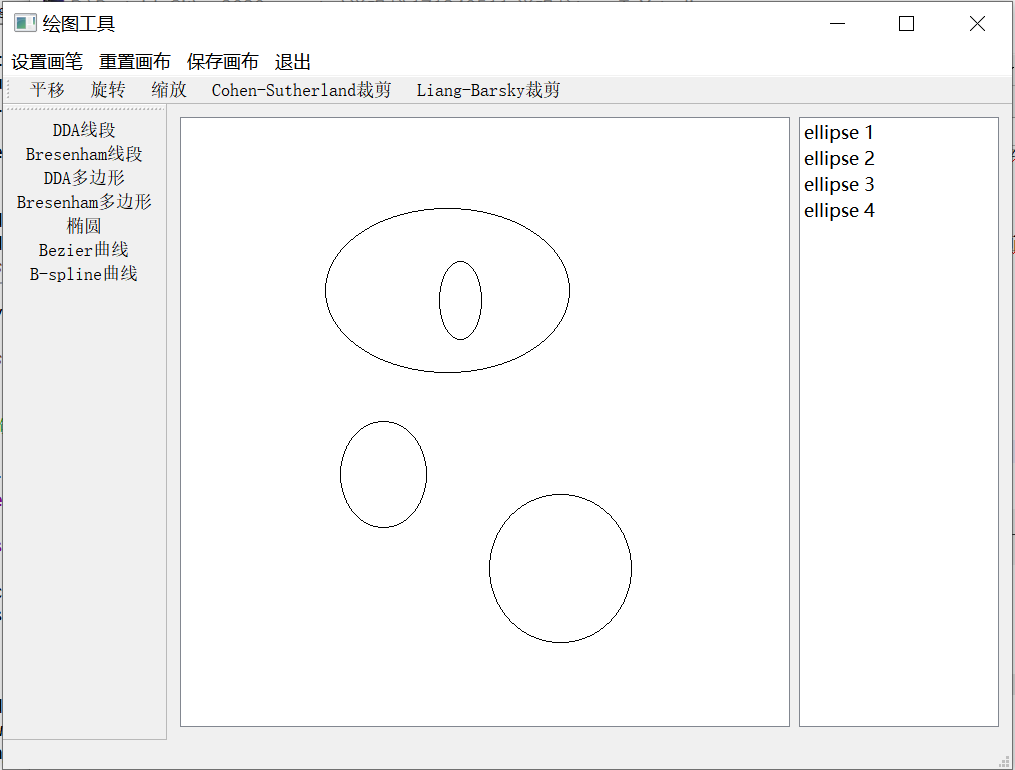 绘图工具
设置画笔 重置画布 保存画布 退出
平移 旋转 缩放 Cohen-Sutherland裁剪 Liang-Barsky裁剪
DDA线段
Bresenham线段
DDA多边形
Bresenham多边形
椭圆
Bezier曲线
B-spline曲线
ellipse 1
ellipse 2
ellipse 3
ellipse 4